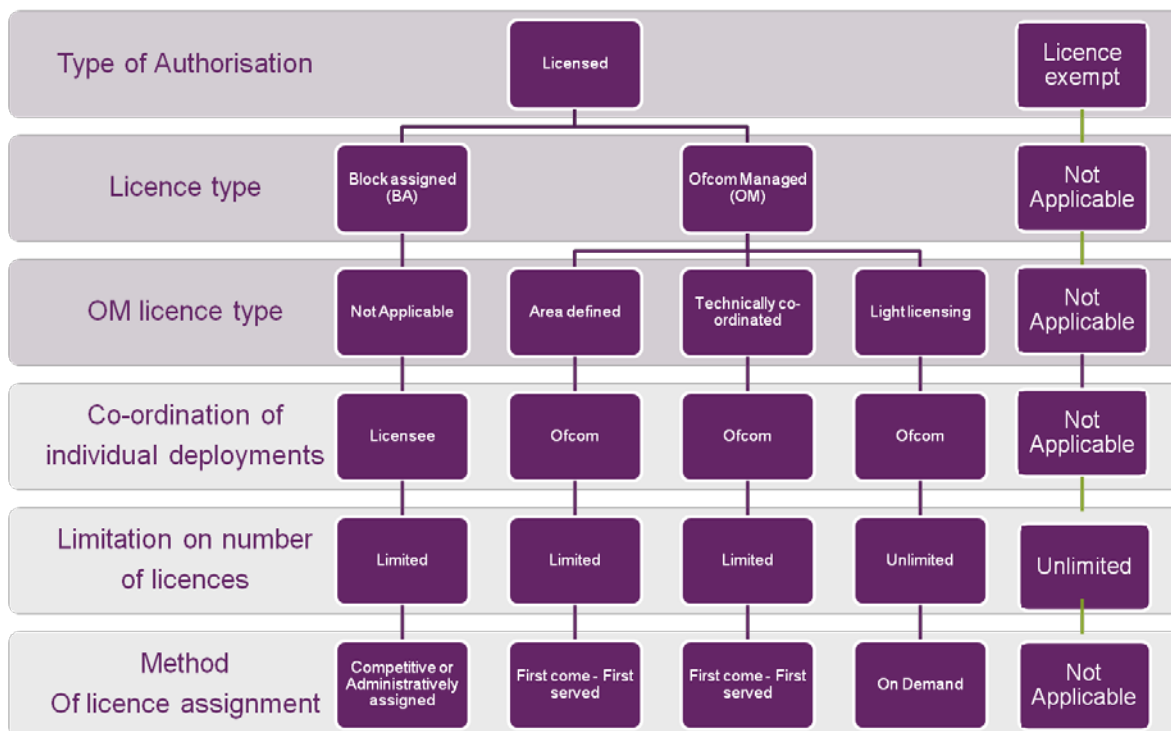 Type of Authorisation
Licensed
Licence
exempt
Licence type
Block assigned
(BA)
Ofcom Managed
(OM)
Not
Applicable
OM licence type
Not Applicable
Area defined
Technically co-
ordinated
Light licensing
Not
Applicable
Co-ordination of
individual deployments
Licensee
Ofcom
Ofcom
Ofcom
Not
Applicable
Limitation on number
of licences
Limited
Limited
Limited
Unlimited
Unlimited
Method
Of licence assignment
Competitive or
Administratively
assigned
First come - First
served
First come - First
served
On Demand
Not
Applicable